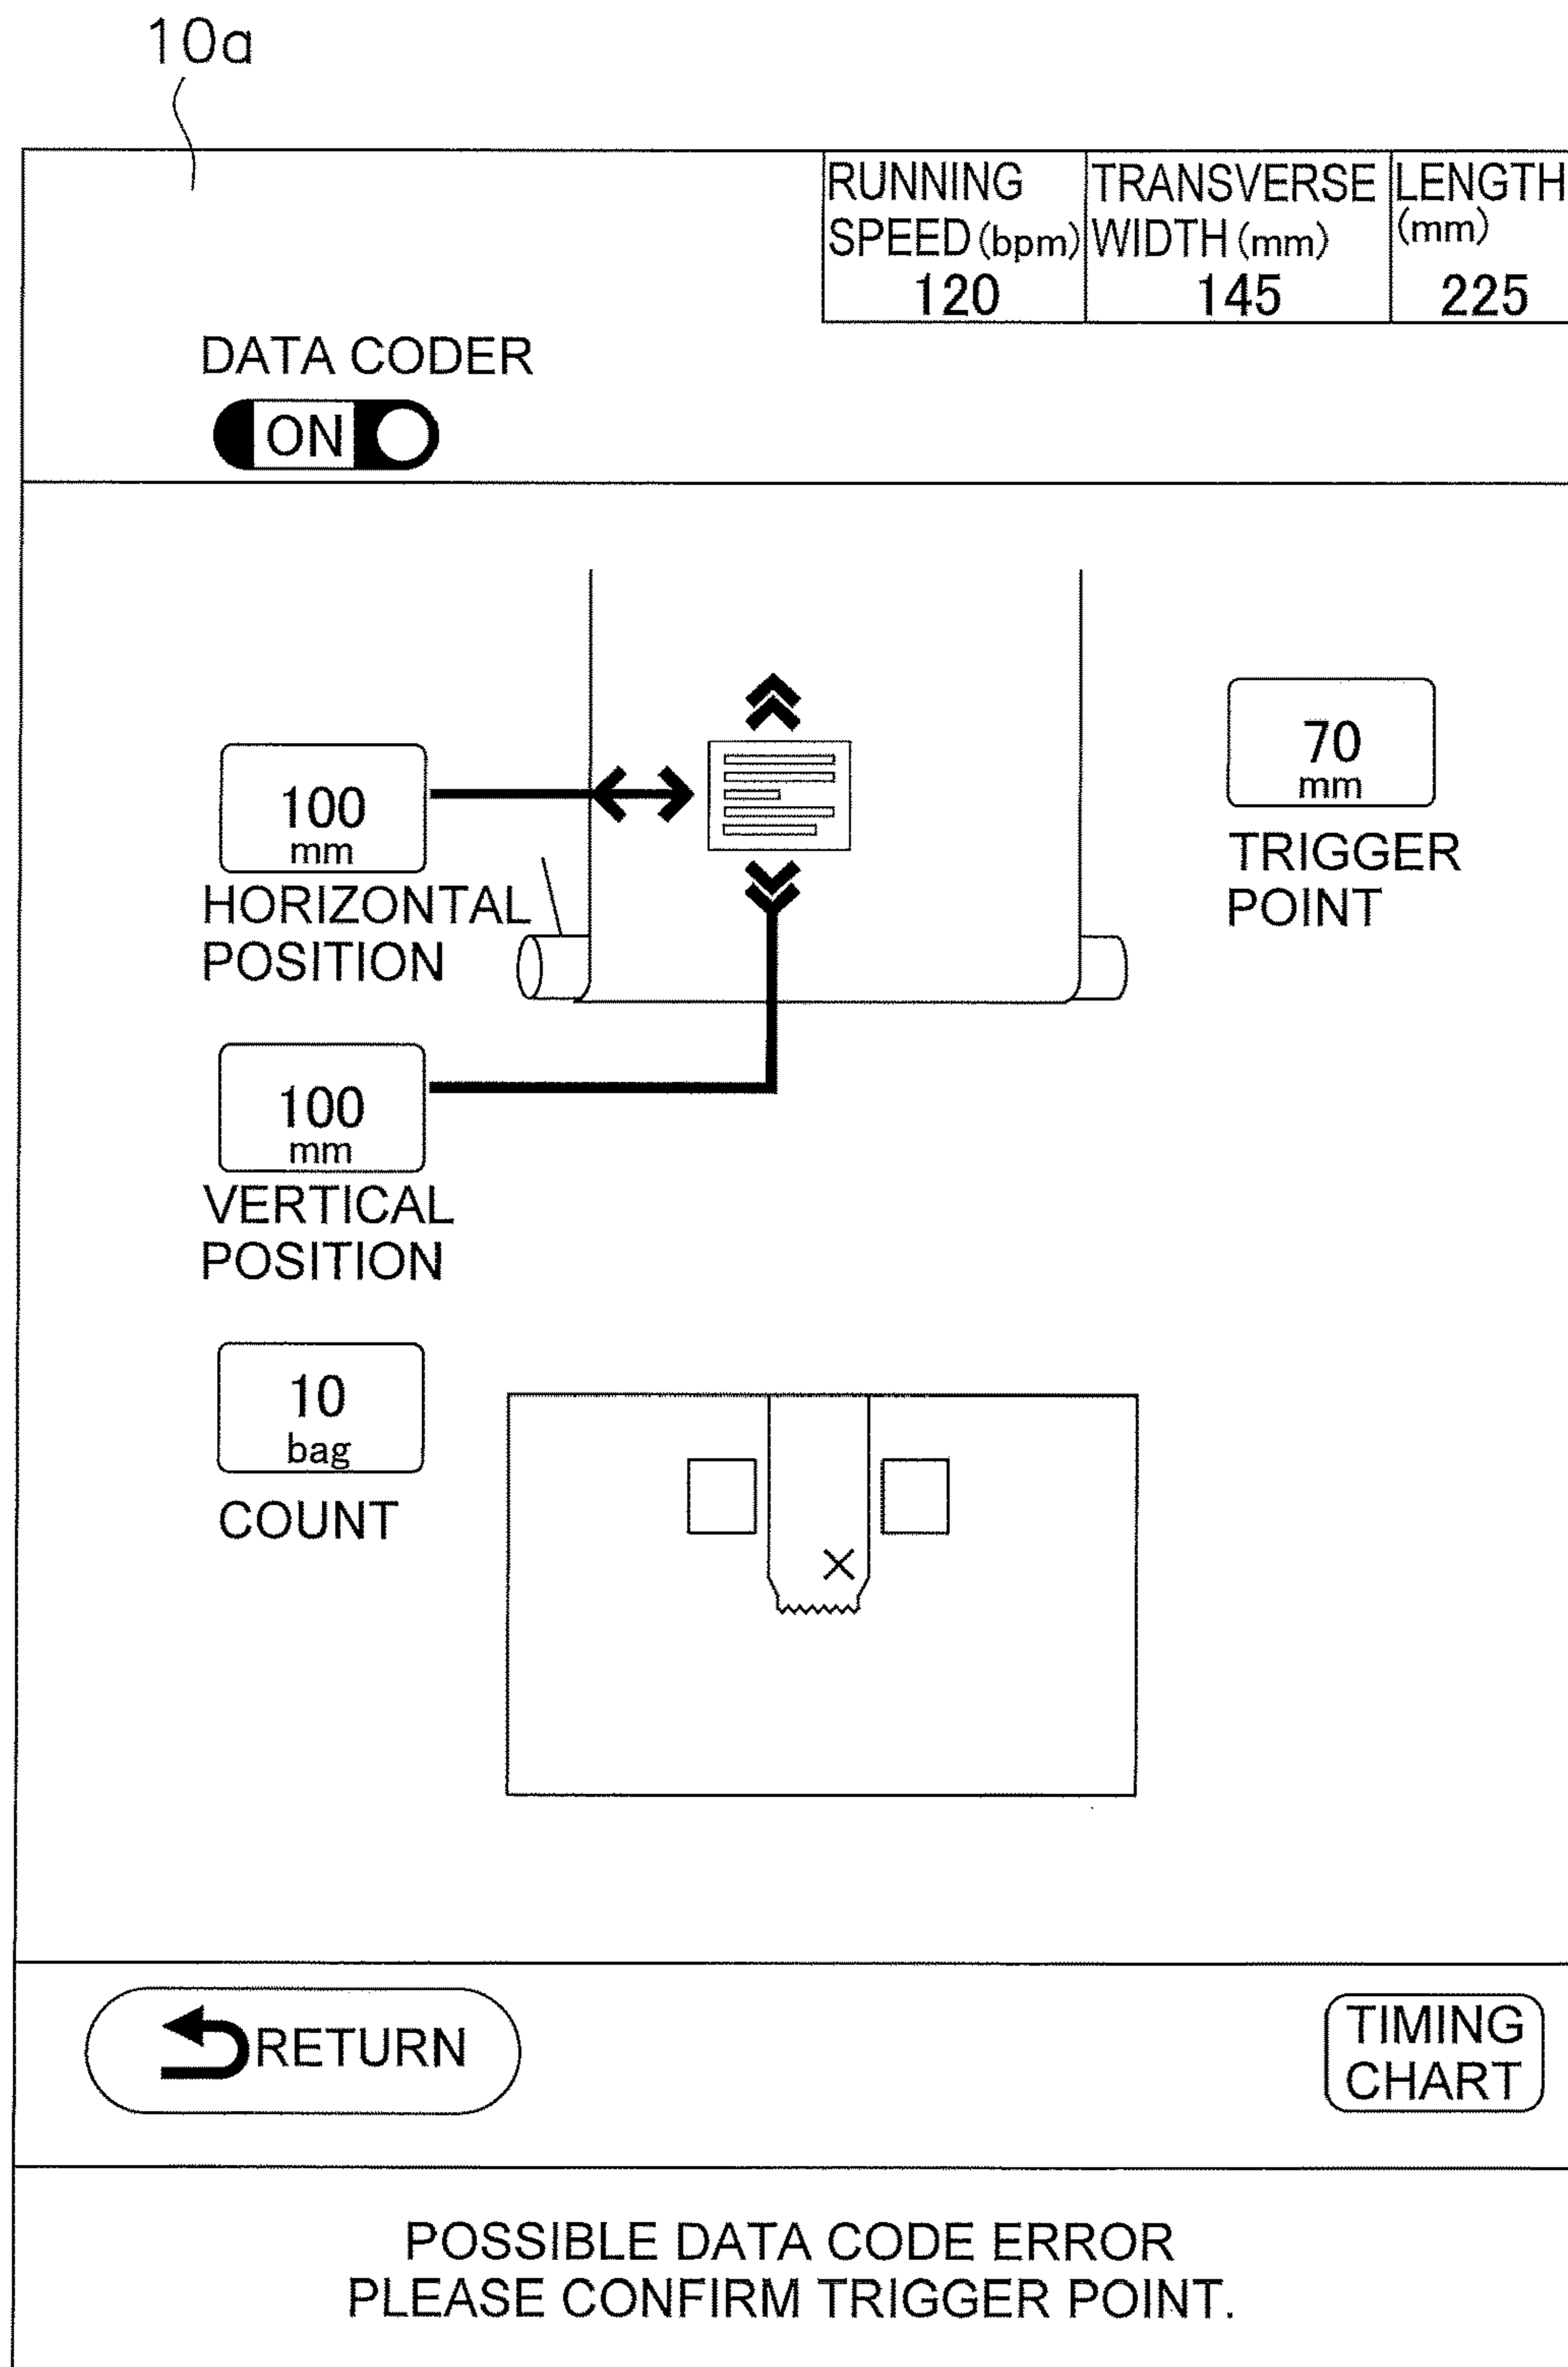 10a
RUNNING
SPEED (bpm)
120
TRANSVERSE
WIDTH (mm)
145
LENGTH
(mm)
225
DATA CODER
ON
100
mm
HORIZONTAL
POSITION
70
mm
TRIGGER
POINT
100
mm
VERTICAL
POSITION
10
bag
COUNT
RETURN
TIMING
CHART
POSSIBLE DATA CODE ERROR
PLEASE CONFIRM TRIGGER POINT.